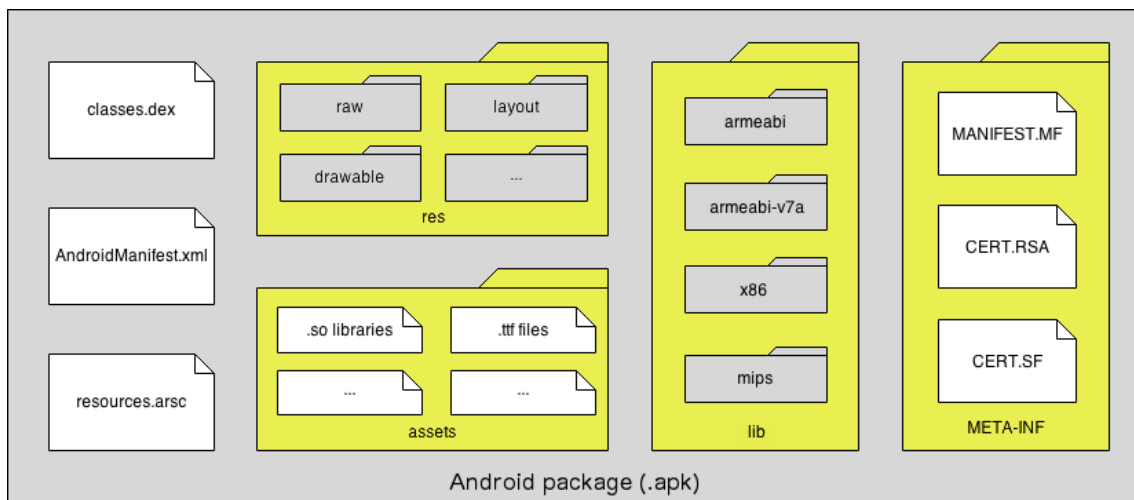 classes.dex
AndroidManifest.xml
resources.arsc
raw
layout
drawable
...
res
.so libraries
.ttf files
...
...
assets
armeabi
armeabi-v7a
x86
mips
lib
MANIFEST.MF
CERT.RSA
CERT.SF
META-INF
Android package (.apk)